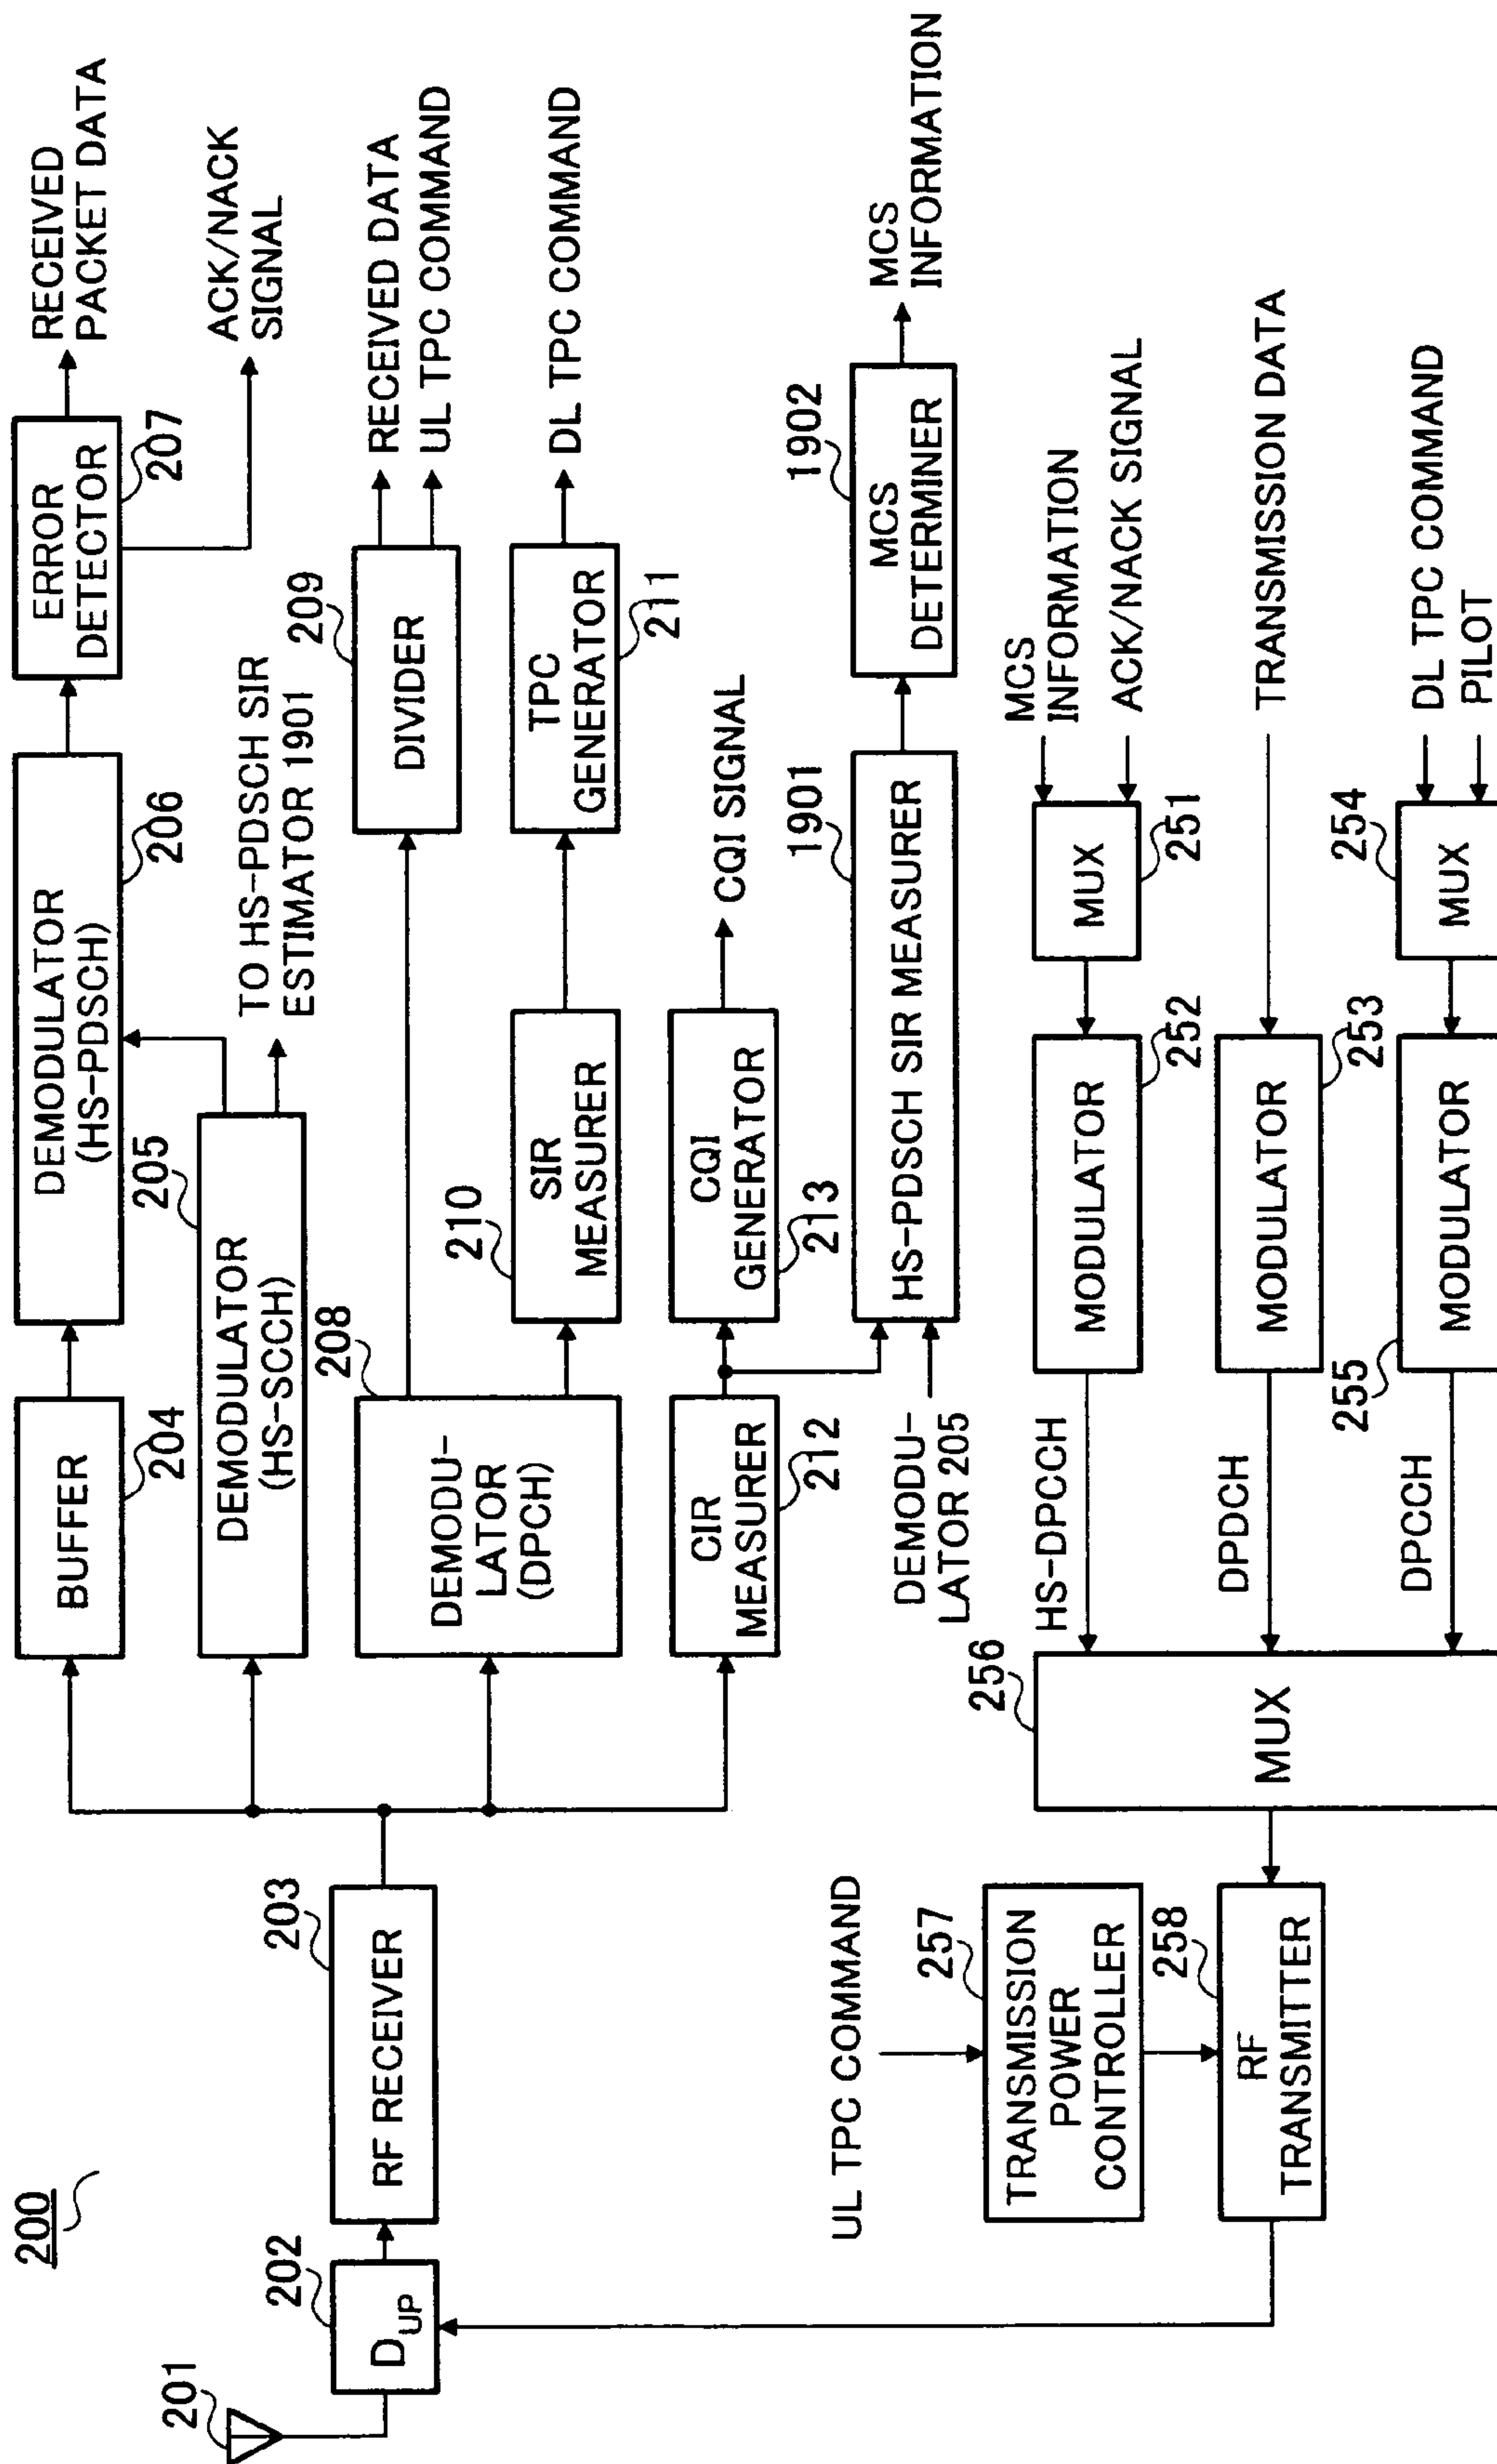 200
201
202
D_UP
203
RF RECEIVER
BUFFER
204
DEMODULATOR
(HS-PDSCH)
206
ERROR
DETECTOR
207
RECEIVED
PACKET DATA
ACK/NACK
SIGNAL
205
DEMODULATOR
(HS-SCCH)
TO HS-PDSCH SIR
ESTIMATOR 1901
208
DEMODU-
LATOR
(DPCH)
209
DIVIDER
RECEIVED DATA
UL TPC COMMAND
210
SIR
MEASURER
TPC
GENERATOR
211
DL TPC COMMAND
CIR
MEASURER
212
CQI
GENERATOR
213
CQI SIGNAL
DEMODU-
LATOR 205
1901
HS-PDSCH SIR MEASURER
1902
MCS
DETERMINER
MCS
INFORMATION
UL TPC COMMAND
257
TRANSMISSION
POWER
CONTROLLER
258
RF
TRANSMITTER
256
MUX
HS-DPCCH
MODULATOR
252
MUX
251
MCS
INFORMATION
ACK/NACK SIGNAL
DPDCH
MODULATOR
253
TRANSMISSION DATA
DPCCH
255
MODULATOR
254
MUX
DL TPC COMMAND
PILOT